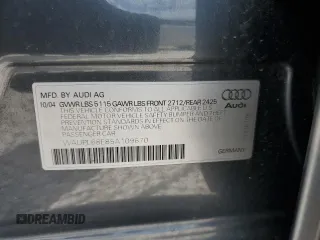 MFD BY AUDI AG
10/04 GVWR LBS 5115 GAWR LBS FRONT 2712/REAR 2426
THIS VEHICLE CONFORMS TO ALL APPLICABLE
FEDERAL MOTOR VEHICLE SAFETY BUMPER AND THEFT
PREVENTION STANDARDS IN EFFECT ON THE DATE OF
MANUFACTURE SHOWN ABOVE
PASSENGER CAR
Audi
GERMANY
DREAMBID